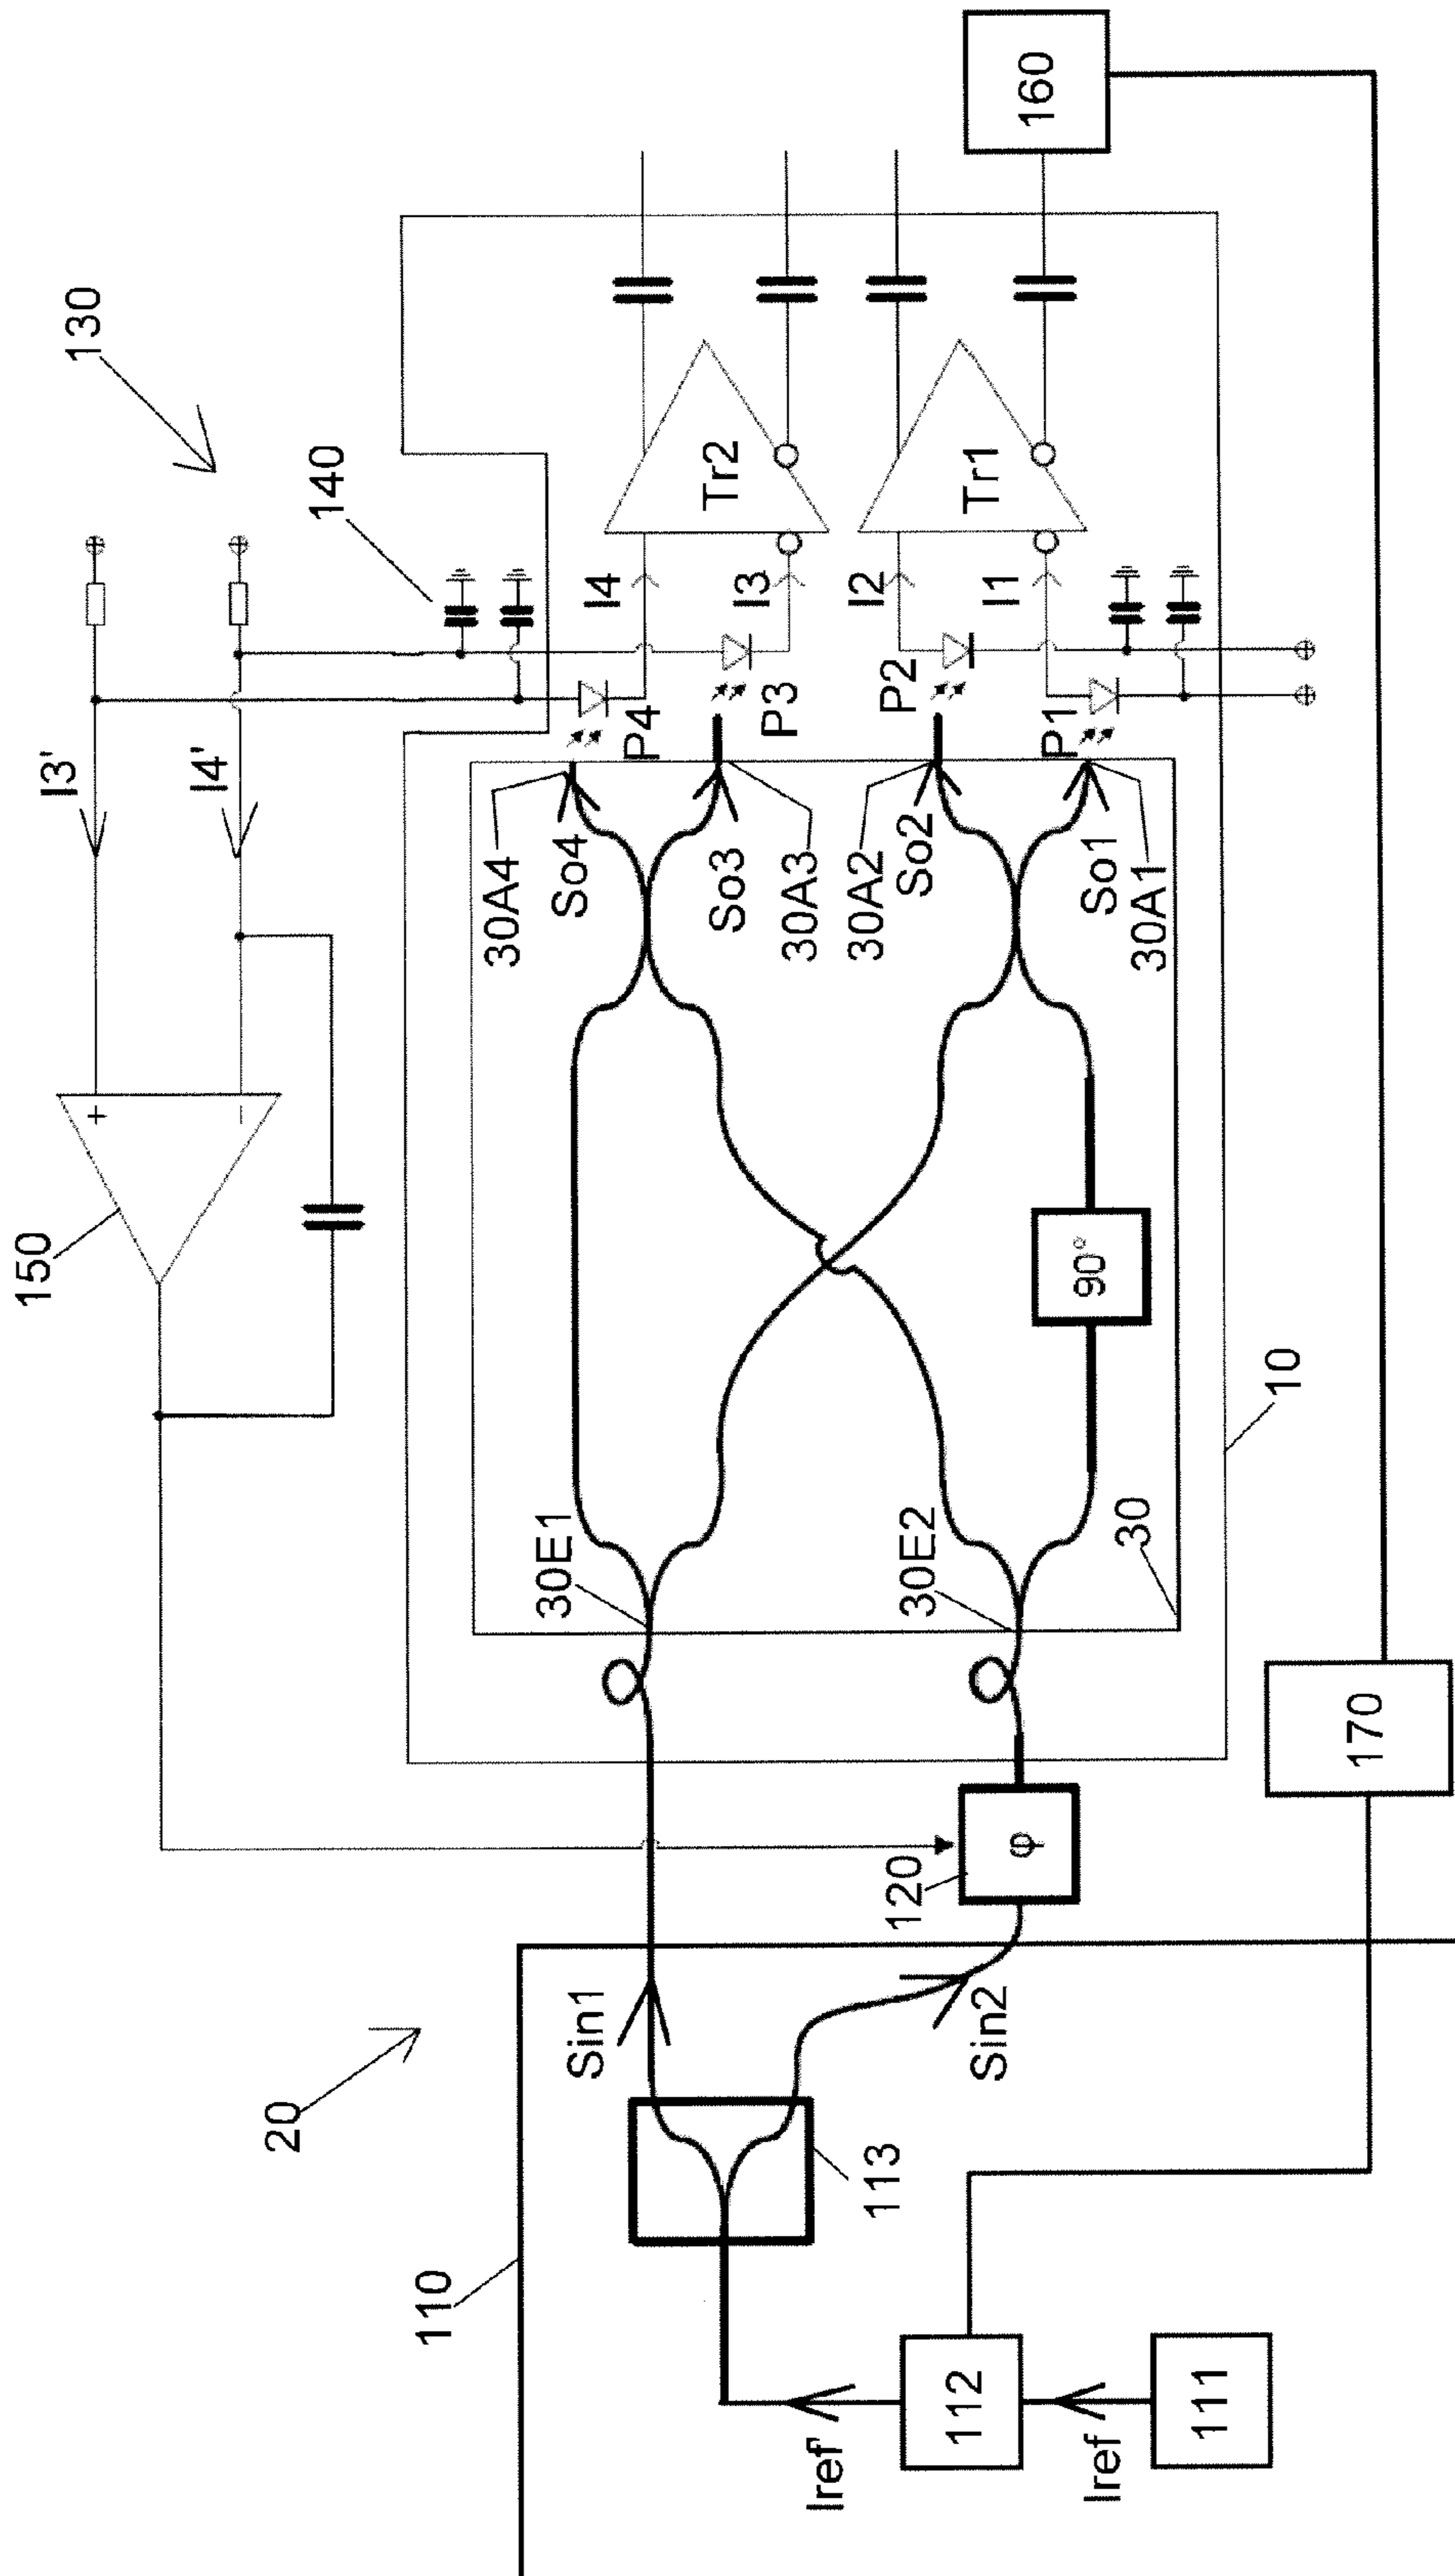 20
110
Iref
111
112
Iref'
113
Sin1
Sin2
120
φ
170
30E1
30E2
30
10
90°
150
+
−
I3'
I4'
130
140
30A4
So4
So3
30A3
30A2
So2
So1
30A1
P4
P3
P2
P1
I4
I3
I2
I1
Tr2
Tr1
160